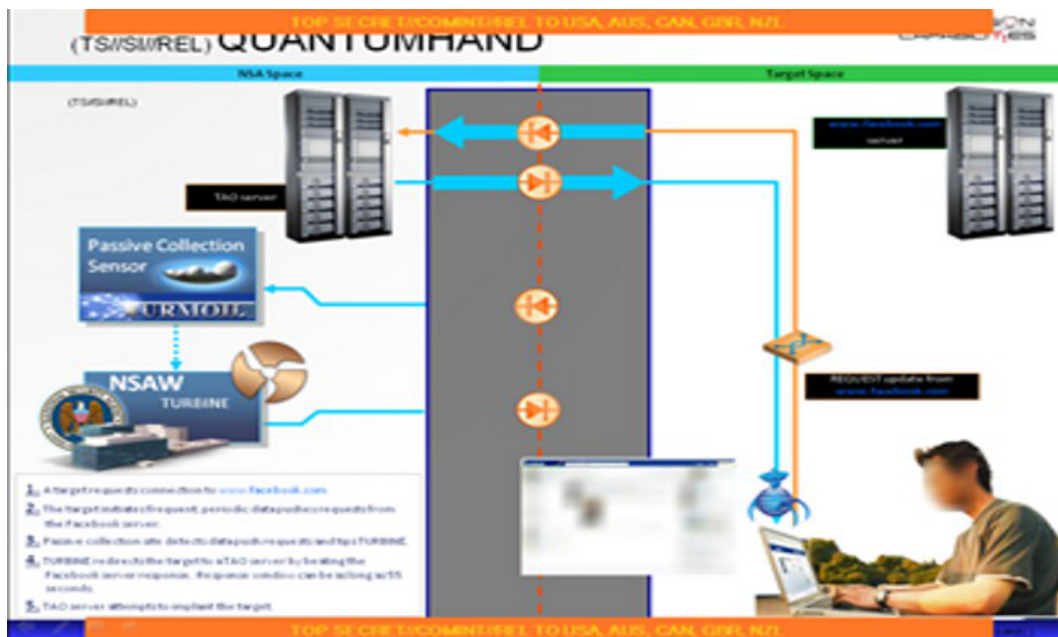 TOP SECRET//COMINT//REL TO USA, AUS, CAN, GBR, NZL
(TS//SI//REL) QUANTUMHAND
NSA Space
Target Space
(TS//SI//REL)
www.facebook.com
server
TAO server
Passive Collection
Sensor
TURMOIL
NSAW
TURBINE
REQUEST update from
www.facebook.com
1. A target requests connection to www.facebook.com
2. The target initiates frequent, periodic data pushes requests from
the Facebook server.
3. Passive collection site detects data push requests and tips TURBINE.
4. TURBINE redirects the target to a TAO server by beating the
Facebook server response. Response window can be as long as 55
seconds.
5. TAO server attempts to implant the target.
TOP SECRET//COMINT//REL TO USA, AUS, CAN, GBR, NZL